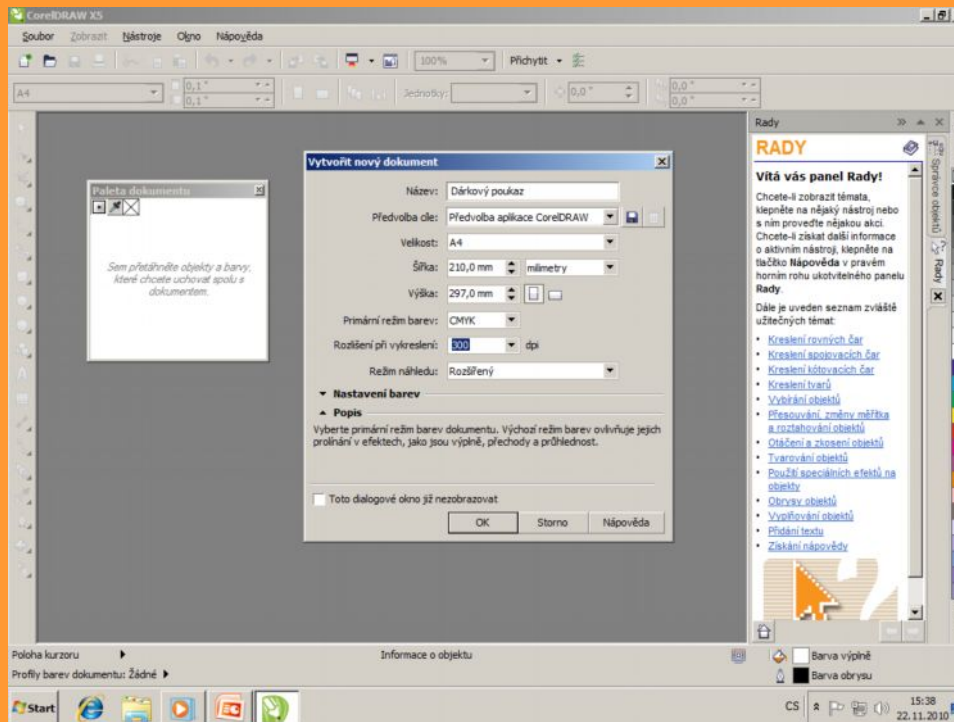 CorelDRAW X5
Soubor Zobrazit Nástroje Okno Nápověda
100% Přichytit
A4 0,1 " Jednotky: 0,0 " 0,0 "
0,1 " 0,0 "
Rady
RADY
Vítá vás panel Rady!
Chcete-li zobrazit témata,
klepněte na nějaký nástroj nebo
s ním proveďte nějakou akci.
Chcete-li získat další informace
o aktivním nástroji, klepněte na
tlačítko Nápověda v pravém
horním rohu ukotvitelného panelu
Rady.
Dále je uveden seznam zvláště
užitečných témat:
Kreslení rovných čar
Kreslení spojovacích čar
Kreslení kótovacích čar
Kreslení tvarů
Vybírání objektů
Přesouvání, změny měřítka
a roztahování objektů
Otáčení a zkosení objektů
Tvarování objektů
Použití speciálních efektů na
objekty
Obrysy objektů
Vyplňování objektů
Přidání textu
Získání nápovědy
Správce objektů
Rady
Paleta dokumentu
Sem přetáhněte objekty a barvy,
které chcete uchovat spolu s
dokumentem.
Vytvořit nový dokument
Název: Dárkový poukaz
Předvolba cíle: Předvolba aplikace CorelDRAW
Velikost: A4
Šířka: 210,0 mm milimetry
Výška: 297,0 mm
Primární režim barev: CMYK
Rozlišení při vykreslení: 300 dpi
Režim náhledu: Rozšířený
Nastavení barev
Popis
Vyberte primární režim barev dokumentu. Výchozí režim barev ovlivňuje jejich
prolínání v efektech, jako jsou výplně, přechody a průhlednost.
Toto dialogové okno již nezobrazovat
OK Storno Nápověda
Poloha kurzoru Informace o objektu Barva výplně
Profily barev dokumentu: Žádné Barva obrysu
Start CS 15:38
22.11.2010